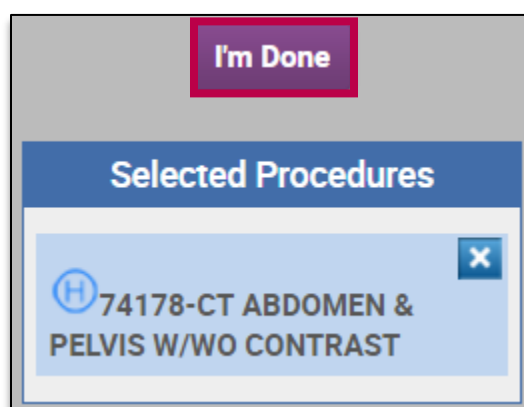 I'm Done
Selected Procedures
H 74178-CT ABDOMEN &
PELVIS W/WO CONTRAST